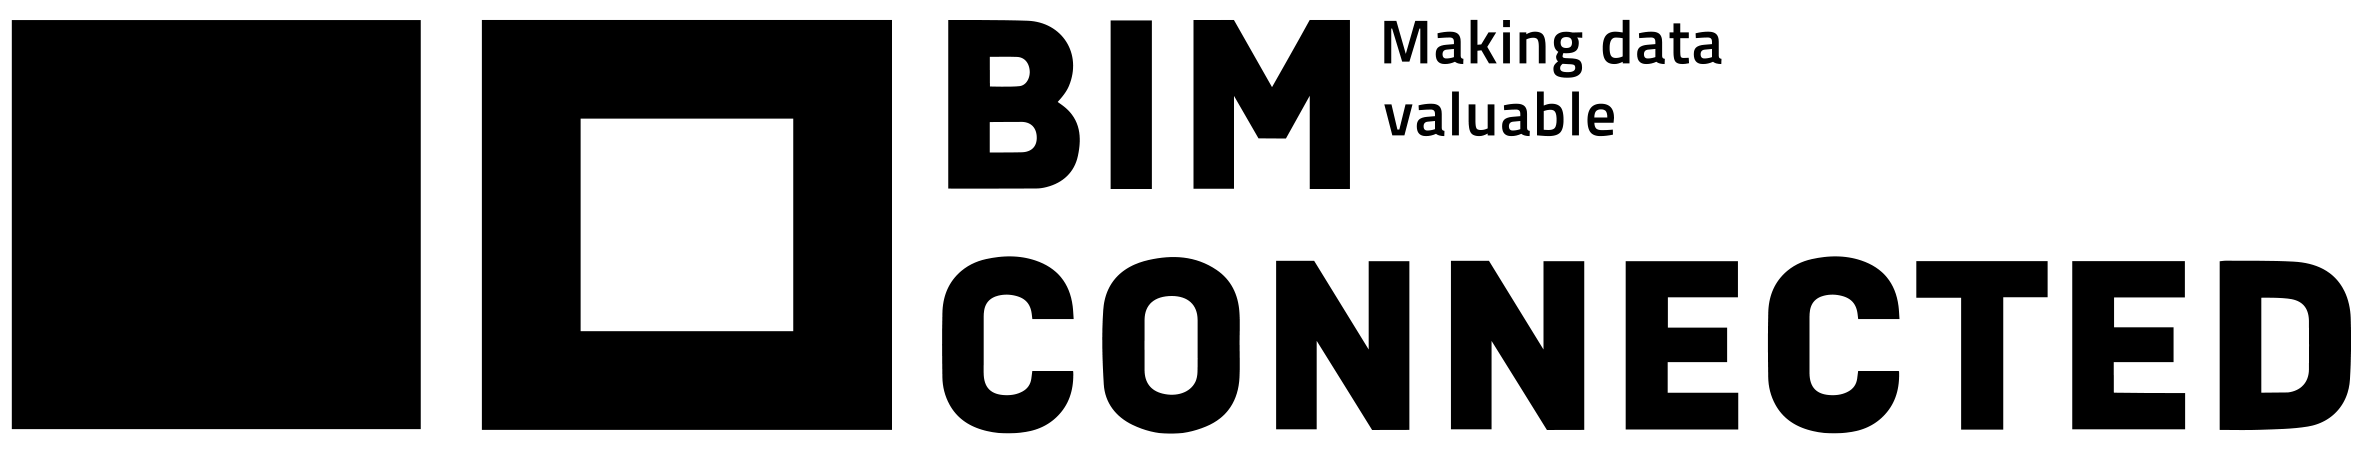 BIM
Making data
valuable
CONNECTED